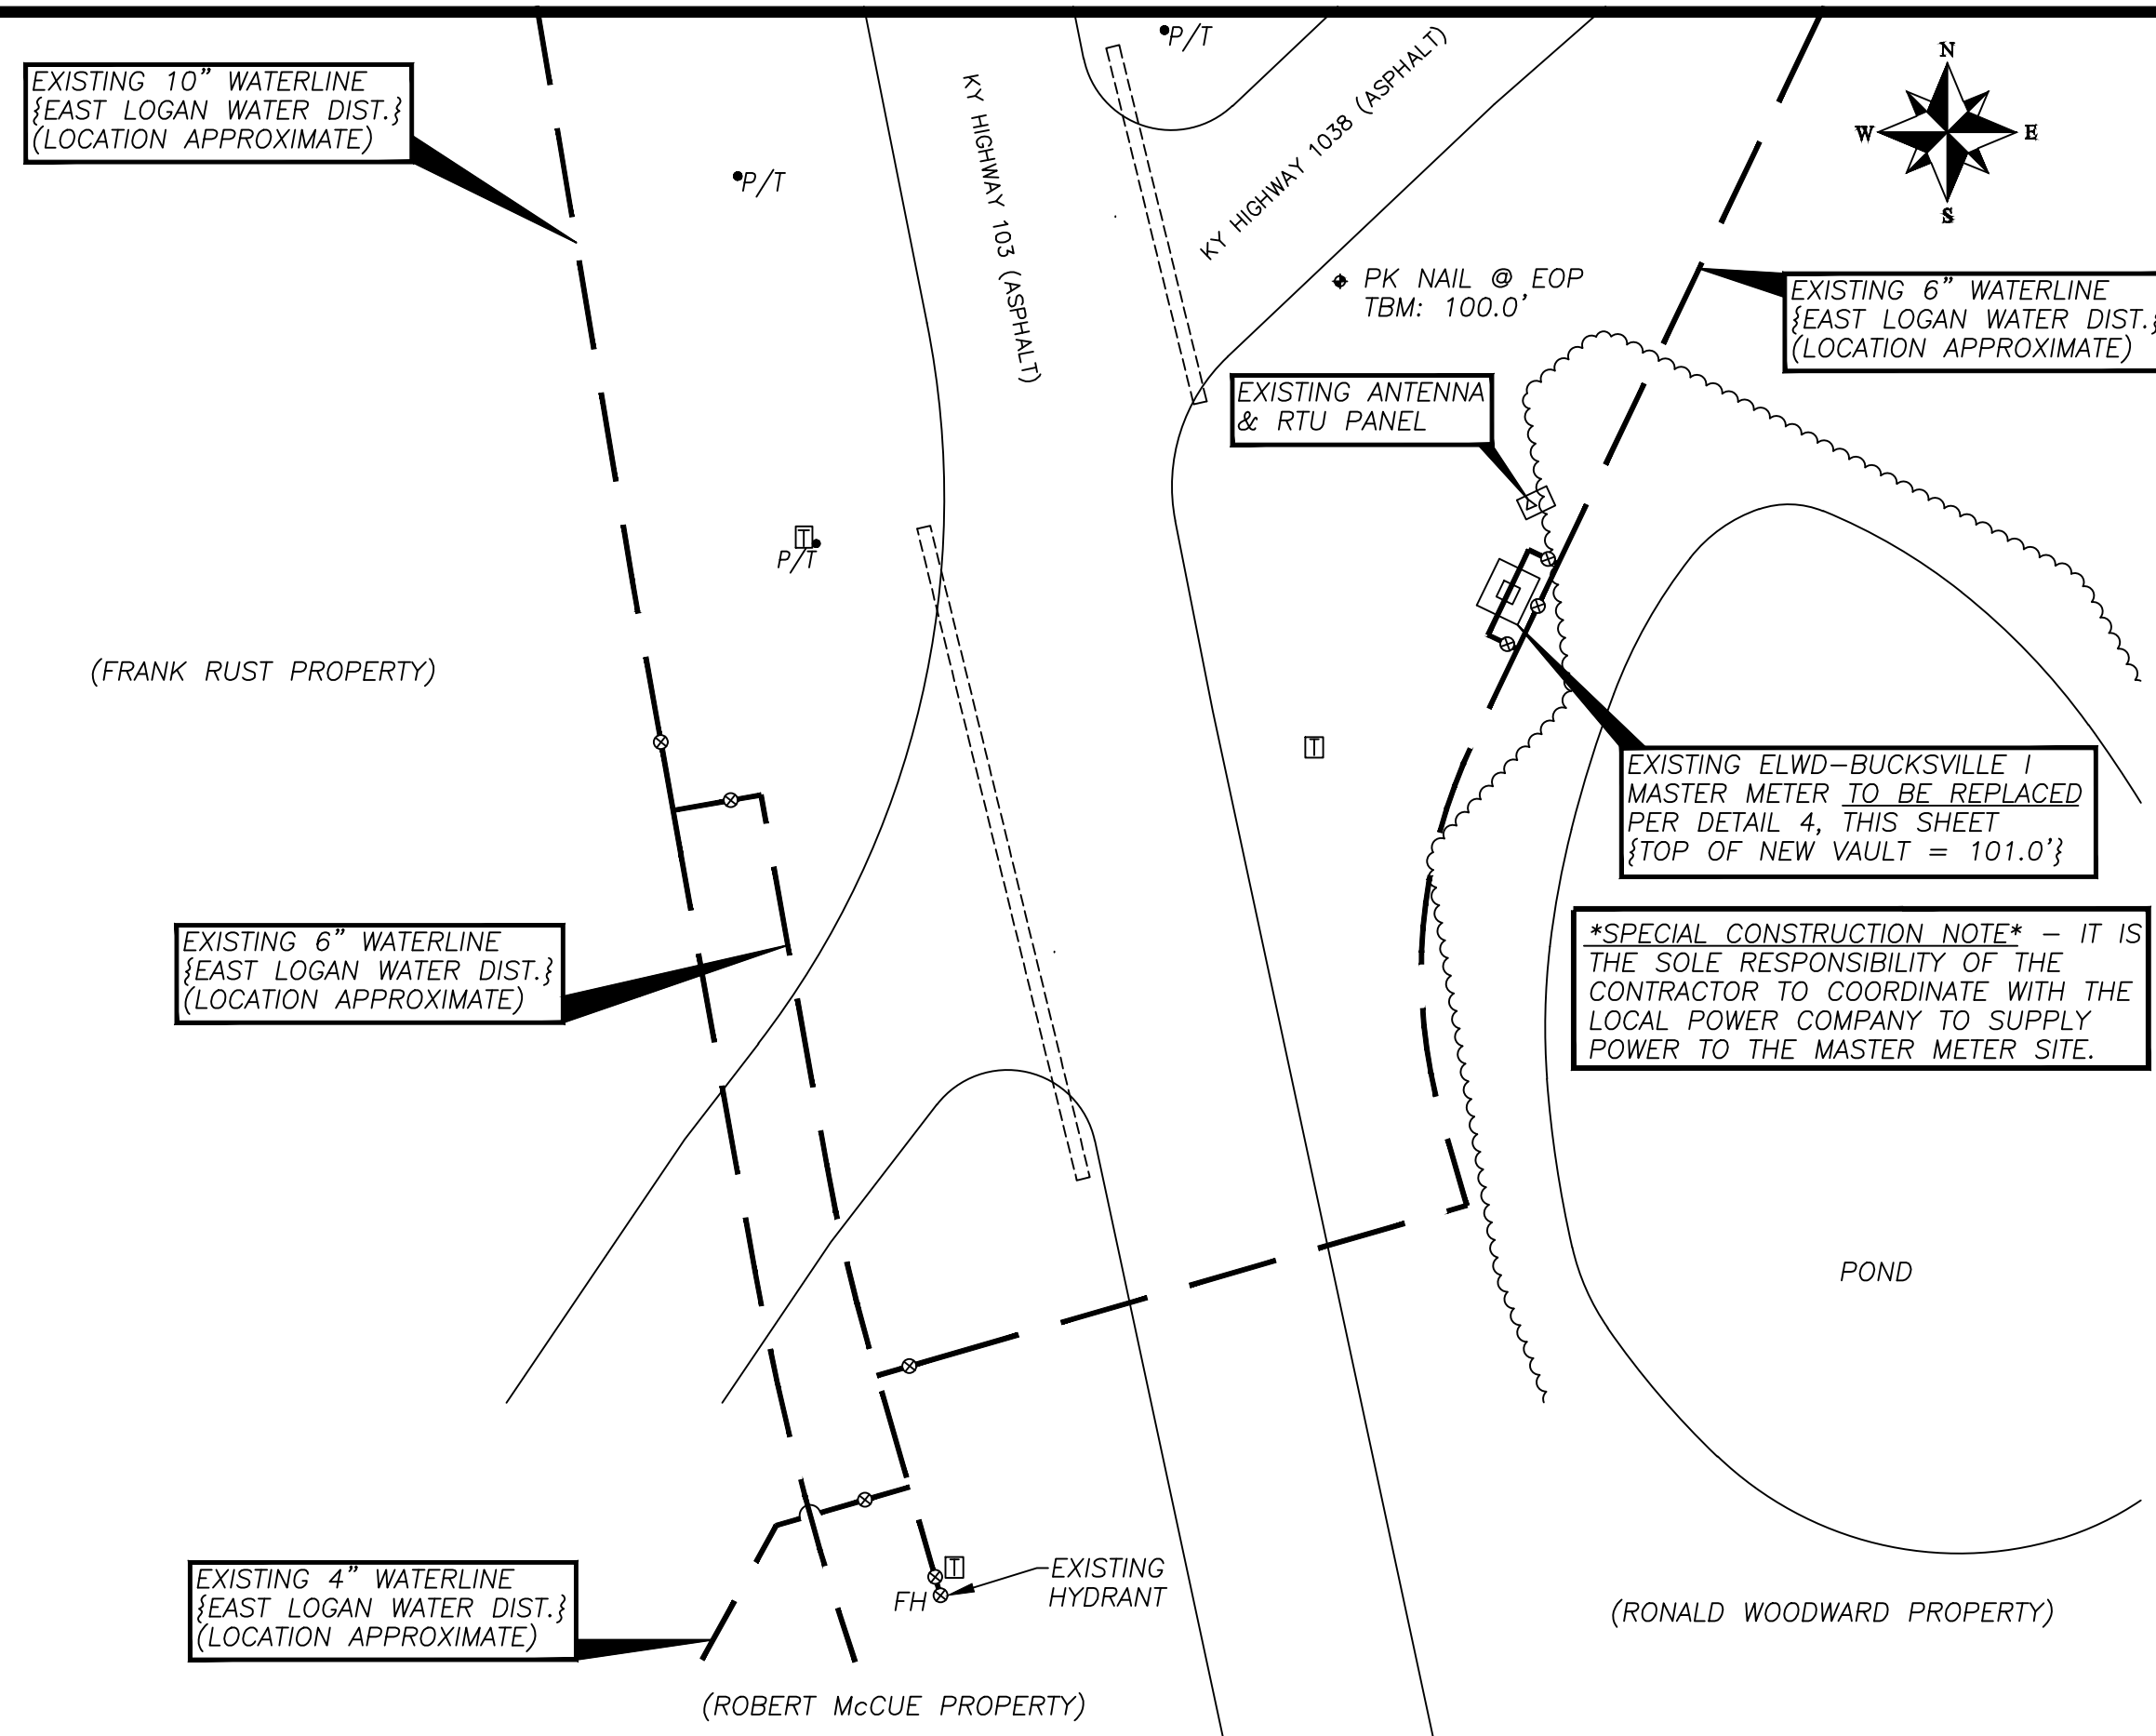 P/T
EXISTING 10" WATERLINE
{EAST LOGAN WATER DIST.}
(LOCATION APPROXIMATE)
N
W
E
S
KY HIGHWAY 103 (ASPHALT)
KY HIGHWAY 1038 (ASPHALT)
P/T
PK NAIL @ EOP
TBM: 100.0'
EXISTING 6" WATERLINE
{EAST LOGAN WATER DIST.}
(LOCATION APPROXIMATE)
EXISTING ANTENNA
& RTU PANEL
T
P/T
(FRANK RUST PROPERTY)
T
EXISTING ELWD-BUCKSVILLE I
MASTER METER TO BE REPLACED
PER DETAIL 4, THIS SHEET
{TOP OF NEW VAULT = 101.0'}
EXISTING 6" WATERLINE
{EAST LOGAN WATER DIST.}
(LOCATION APPROXIMATE)
*SPECIAL CONSTRUCTION NOTE* – IT IS
THE SOLE RESPONSIBILITY OF THE
CONTRACTOR TO COORDINATE WITH THE
LOCAL POWER COMPANY TO SUPPLY
POWER TO THE MASTER METER SITE.
POND
EXISTING 4" WATERLINE
{EAST LOGAN WATER DIST.}
(LOCATION APPROXIMATE)
T
FH
EXISTING
HYDRANT
(RONALD WOODWARD PROPERTY)
(ROBERT McCUE PROPERTY)